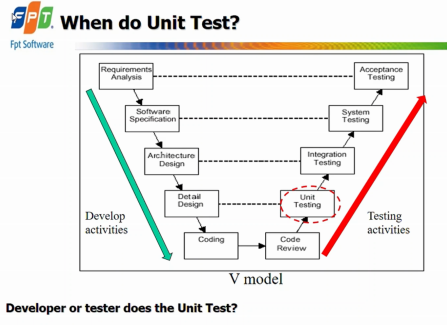 FPT
Fpt Software
When do Unit Test?
Requirements
Analysis
Acceptance
Testing
Software
Specification
System
Testing
Architecture
Design
Integration
Testing
Detail
Design
Unit
Testing
Develop
activities
Testing
activities
Coding
Code
Review
V model
Developer or tester does the Unit Test?